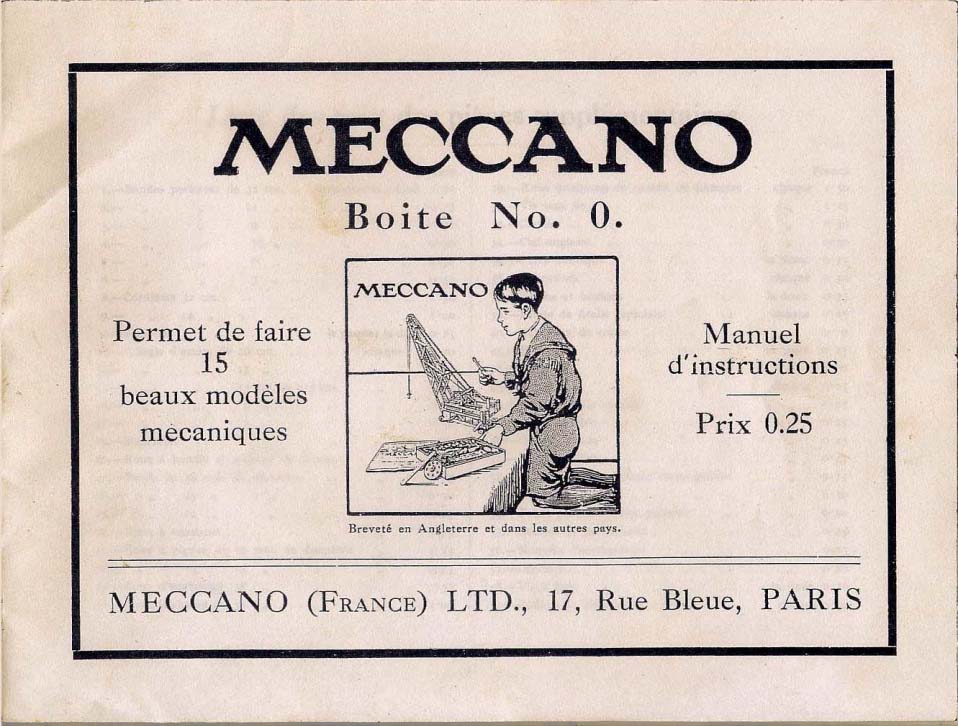 MECCANO
Boite No. 0.
MECCANO
Permet de faire
15
beaux modèles
mécaniques
Manuel
d'instructions
Prix 0.25
Breveté en Angleterre et dans les autres pays.
MECCANO (FRANCE) LTD., 17, Rue Bleue, PARIS